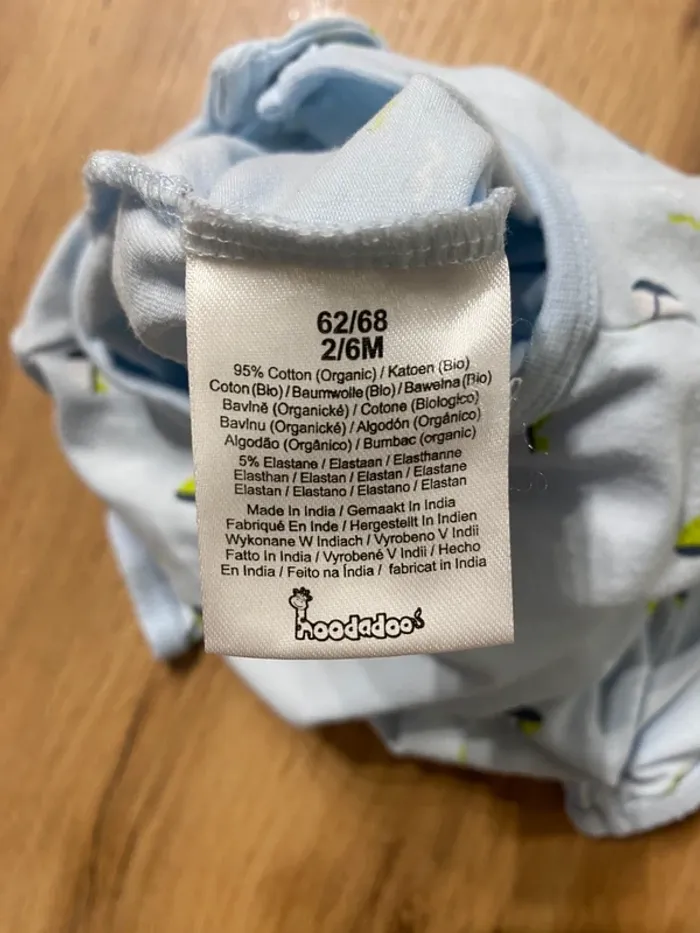 62/68
2/6M
95% Cotton (Organic) / Katoen (Bio)
Coton (Bio) / Baumwolle (Bio) / Bawełna (Bio)
Bavlně (Organické) / Cotone (Biologico)
Bavlnu (Organické) / Algodón (Orgânico)
Algodão (Orgânico) / Bumbac (organic)
5% Elastane / Elastaan / Elasthanne
Elasthan / Elastan / Elastan / Elastane
Elastan / Elastano / Elastano / Elastan
Made In India / Gemaakt In India
Fabriqué En Inde / Hergestellt In Indien
Wykonane W Indiach / Vyrobeno V Indii
Fatto In India / Vyrobené V Indii / Hecho
En India / Feito na Índia / fabricat in India
hoodadoo